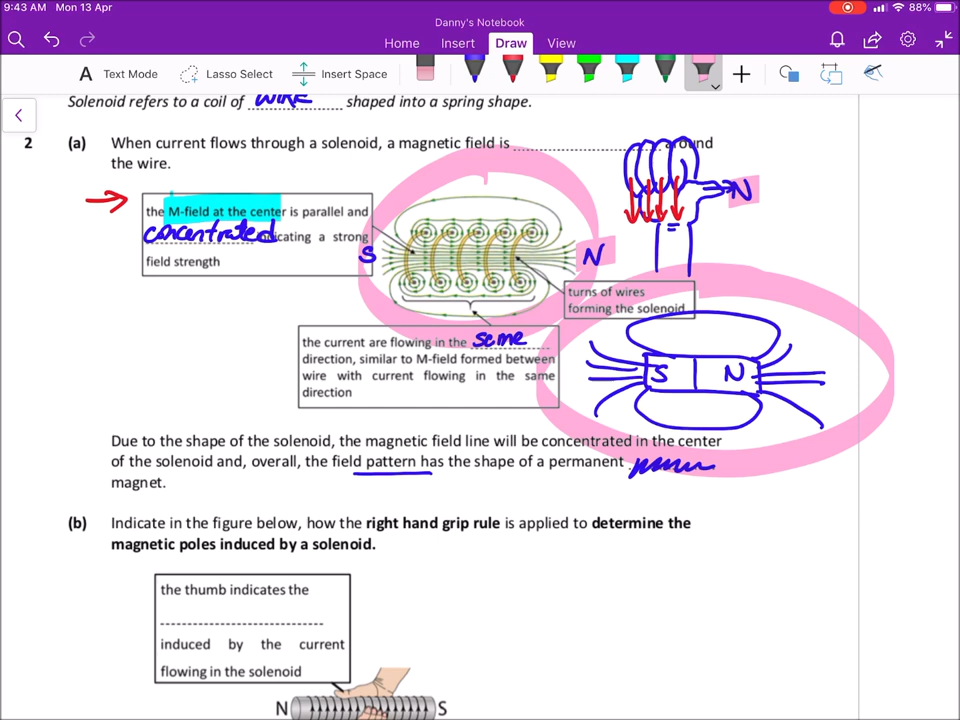 9:43 AM Mon 13 Apr
88%
Danny's Notebook
Home Insert Draw View
A Text Mode Lasso Select Insert Space
Solenoid refers to a coil of WIRE shaped into a spring shape.
2 (a) When current flows through a solenoid, a magnetic field is around
the wire.
the M-field at the center is parallel and
concentrated indicating a strong
field strength
S
N
N
turns of wires
forming the solenoid
the current are flowing in the same
direction, similar to M-field formed between
wire with current flowing in the same
direction
S N
Due to the shape of the solenoid, the magnetic field line will be concentrated in the center
of the solenoid and, overall, the field pattern has the shape of a permanent
magnet.
(b) Indicate in the figure below, how the right hand grip rule is applied to determine the
magnetic poles induced by a solenoid.
the thumb indicates the
induced by the current
flowing in the solenoid
N S